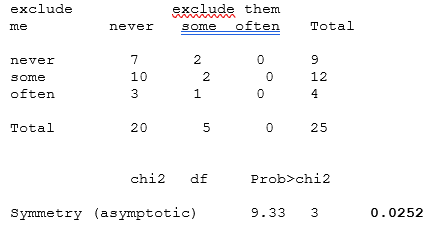 exclude exclude them
me never some often Total
never 7 2 0 9
some 10 2 0 12
often 3 1 0 4
Total 20 5 0 25
chi2 df Prob>chi2
Symmetry (asymptotic) 9.33 3 0.0252